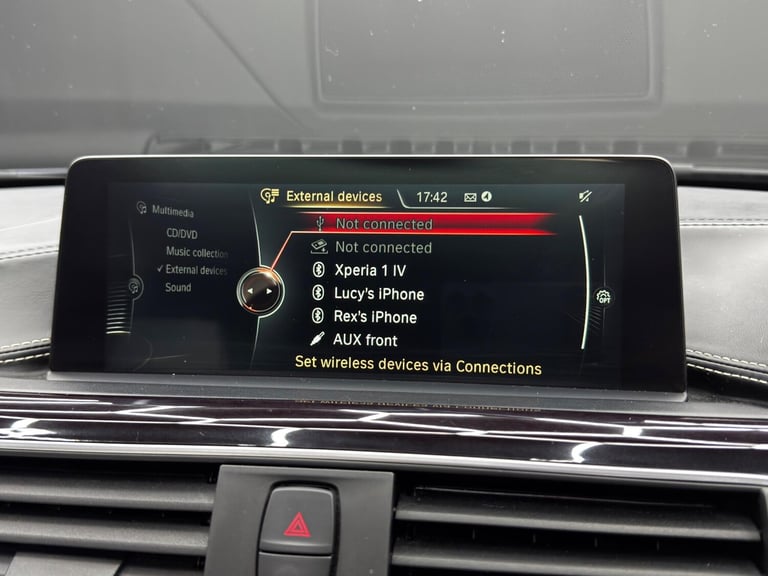 External devices 17:42
Multimedia
CD/DVD
Music collection
External devices
Sound
Not connected
Not connected
Xperia 1 IV
Lucy's iPhone
Rex's iPhone
AUX front
Set wireless devices via Connections
OPT